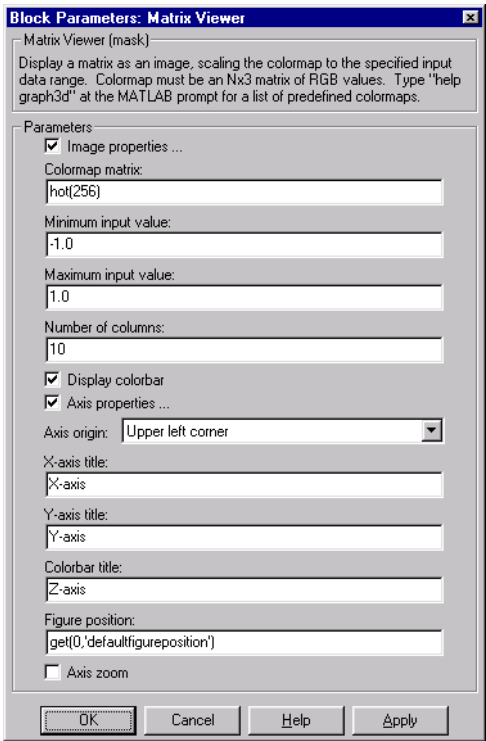 Block Parameters: Matrix Viewer
Matrix Viewer (mask)
Display a matrix as an image, scaling the colormap to the specified input
data range. Colormap must be an Nx3 matrix of RGB values. Type "help
graph3d" at the MATLAB prompt for a list of predefined colormaps.
Parameters
Image properties ...
Colormap matrix:
hot(256)
Minimum input value:
-1.0
Maximum input value:
1.0
Number of columns:
10
Display colorbar
Axis properties ...
Axis origin: Upper left corner
X-axis title:
X-axis
Y-axis title:
Y-axis
Colorbar title:
Z-axis
Figure position:
get(0,'defaultfigureposition')
Axis zoom
OK Cancel Help Apply